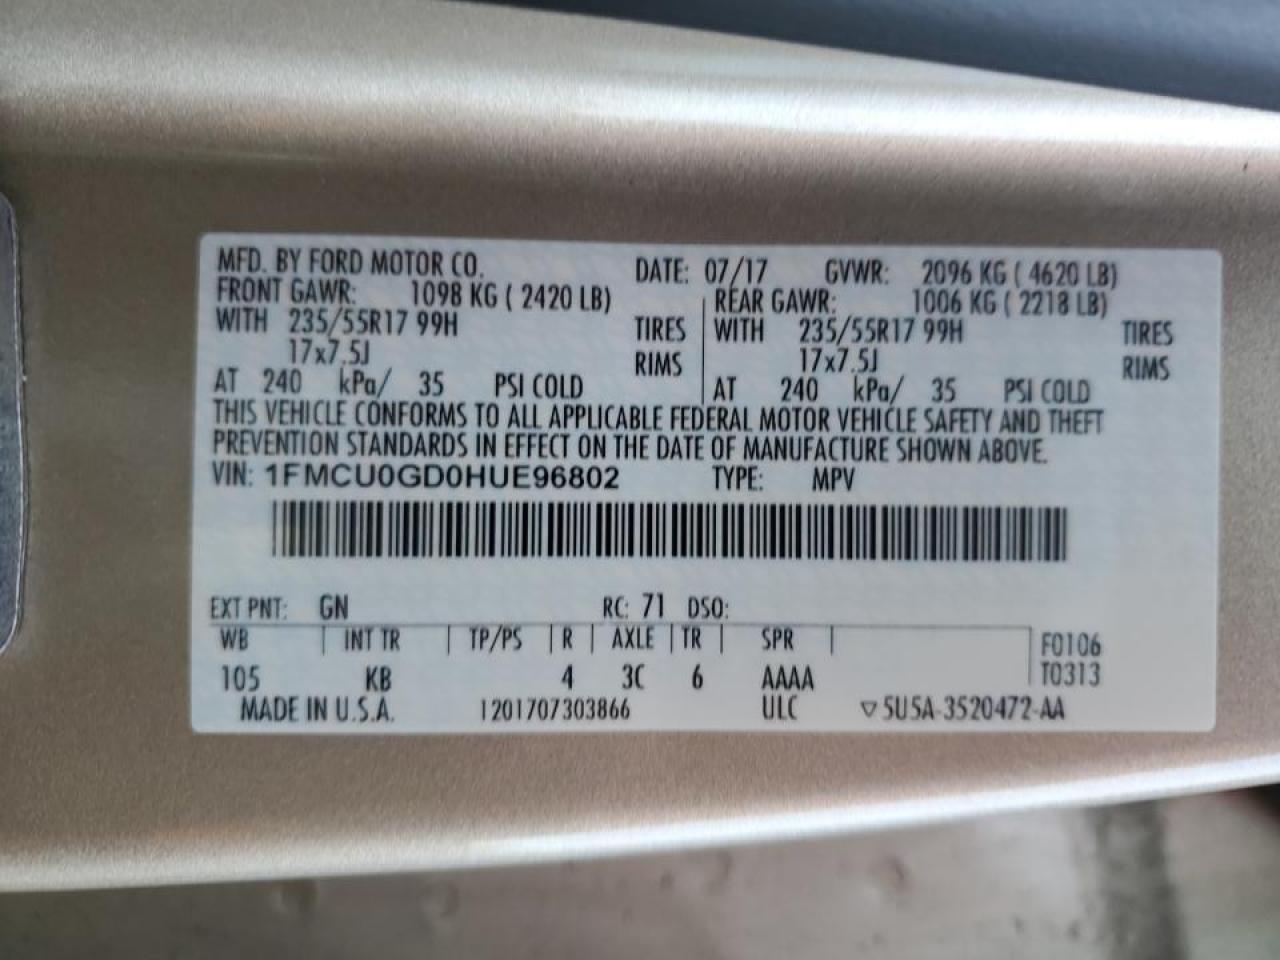 MFD. BY FORD MOTOR CO. DATE: 07/17 GVWR: 2096 KG ( 4620 LB)
FRONT GAWR: 1098 KG ( 2420 LB) REAR GAWR: 1006 KG ( 2218 LB)
WITH 235/55R17 99H TIRES WITH 235/55R17 99H TIRES
17x7.5J RIMS 17x7.5J RIMS
AT 240 kPa/ 35 PSI COLD AT 240 kPa/ 35 PSI COLD
THIS VEHICLE CONFORMS TO ALL APPLICABLE FEDERAL MOTOR VEHICLE SAFETY AND THEFT
PREVENTION STANDARDS IN EFFECT ON THE DATE OF MANUFACTURE SHOWN ABOVE.
VIN: 1FMCU0GD0HUE96802 TYPE: MPV
EXT PNT: GN RC: 71 DSO:
WB INT TR TP/PS R AXLE TR SPR F0106
105 KB 4 3C 6 AAAA T0313
MADE IN U.S.A. 1201707303866 ULC ▽5U5A-3520472-AA